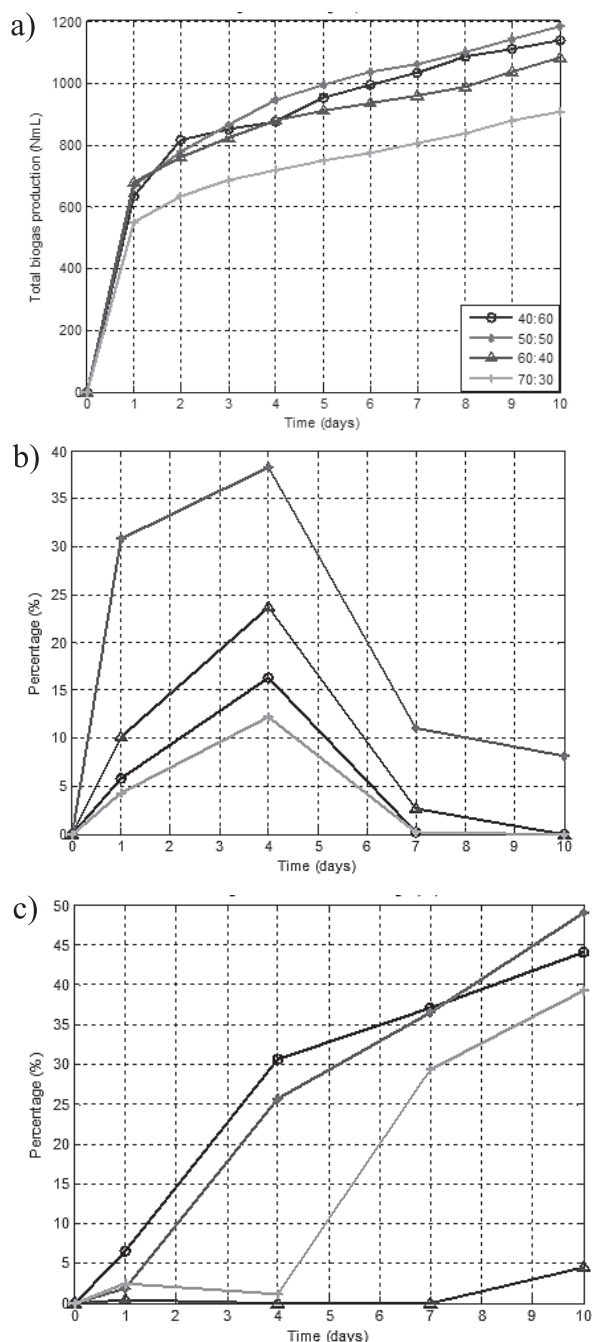 a)
1200
1000
800
600
400
200
0
0 1 2 3 4 5 6 7 8 9 10
Total biogas production (NmL)
Time (days)
40:60
50:50
60:40
70:30
b)
40
35
30
25
20
15
10
5
0
0 1 2 3 4 5 6 7 8 9 10
Percentage (%)
Time (days)
c)
50
45
40
35
30
25
20
15
10
5
0
0 1 2 3 4 5 6 7 8 9 10
Percentage (%)
Time (days)